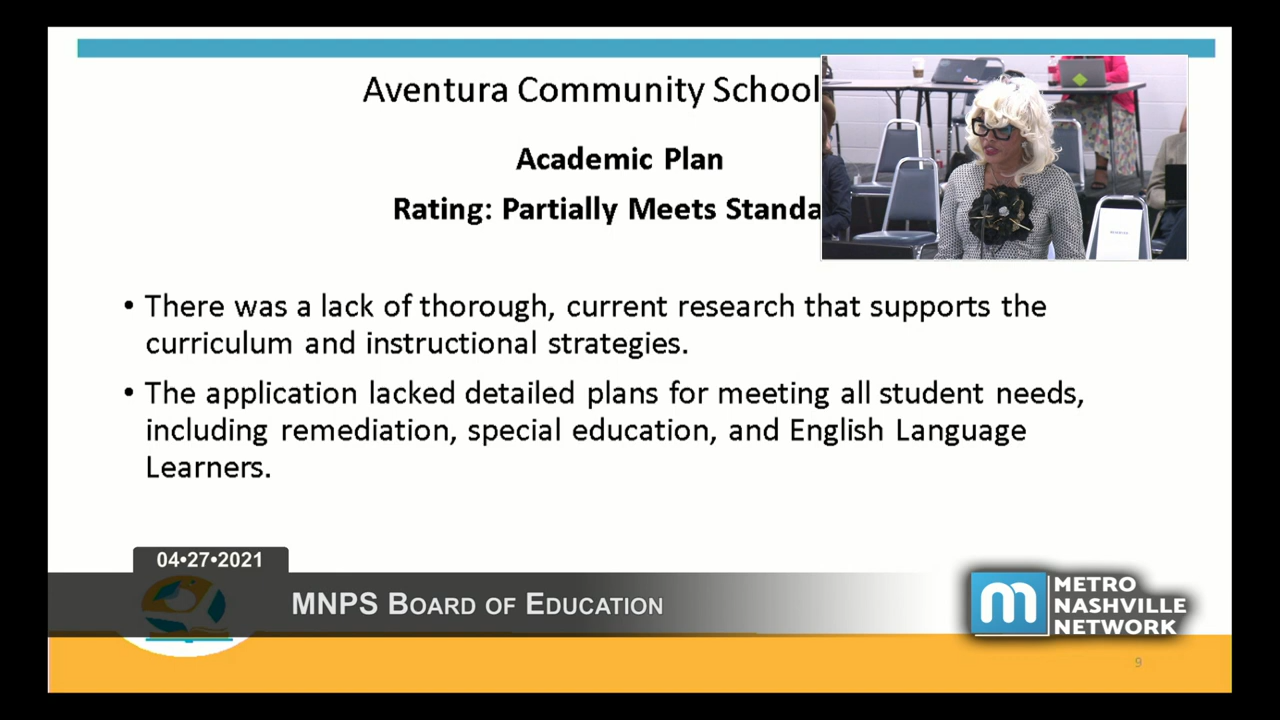 Aventura Community School
Academic Plan
Rating: Partially Meets Standa
• There was a lack of thorough, current research that supports the
curriculum and instructional strategies.
• The application lacked detailed plans for meeting all student needs,
including remediation, special education, and English Language
Learners.
04•27•2021
MNPS BOARD OF EDUCATION
m METRO
NASHVILLE
NETWORK
9